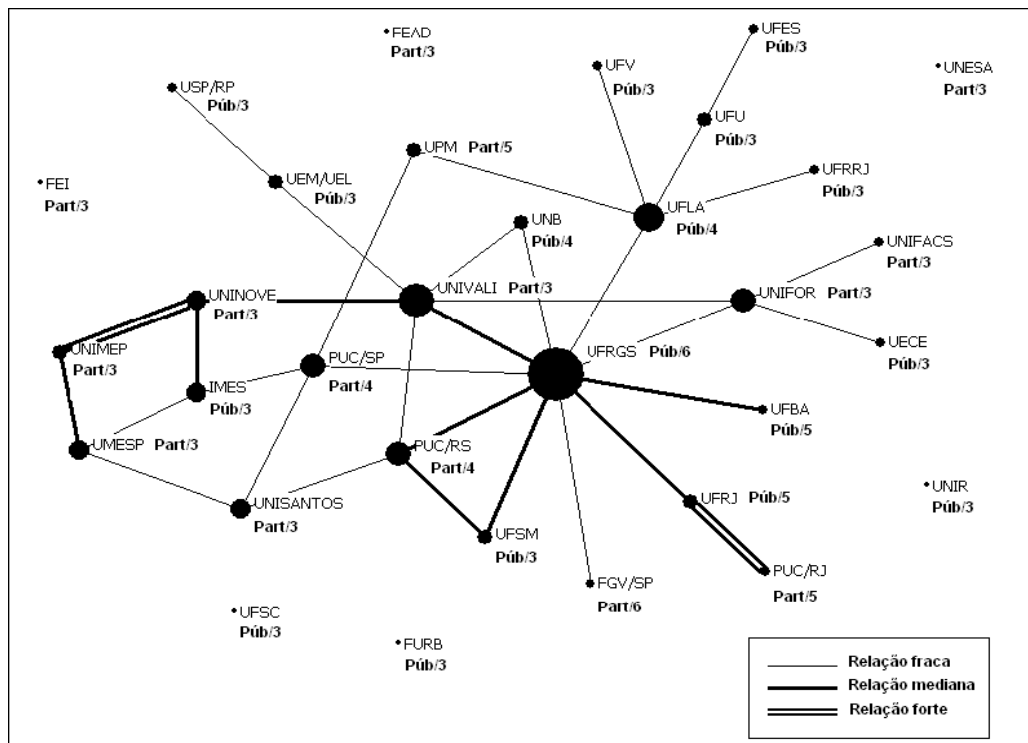 FEAD
Part/3
UFES
Púb/3
UFV
Púb/3
UNESA
Part/3
USP/RP
Púb/3
UFU
Púb/3
UPM Part/5
UFRRJ
Púb/3
FEI
Part/3
UEM/UEL
Púb/3
UFLA
Púb/4
UNB
Púb/4
UNIFACS
Part/3
UNIVALI Part/3
UNIFOR Part/3
UNINOVE
Part/3
UECE
Púb/3
UNIMEP
Part/3
PUC/SP
Part/4
UFRGS Púb/6
IMES
Púb/3
UFBA
Púb/5
UMESP Part/3
PUC/RS
Part/4
UNISANTOS
Part/3
UFRJ Púb/5
UNIR
Púb/3
UFSM
Púb/3
FGV/SP
Part/6
PUC/RJ
Part/5
UFSC
Púb/3
FURB
Púb/3
Relação fraca
Relação mediana
Relação forte